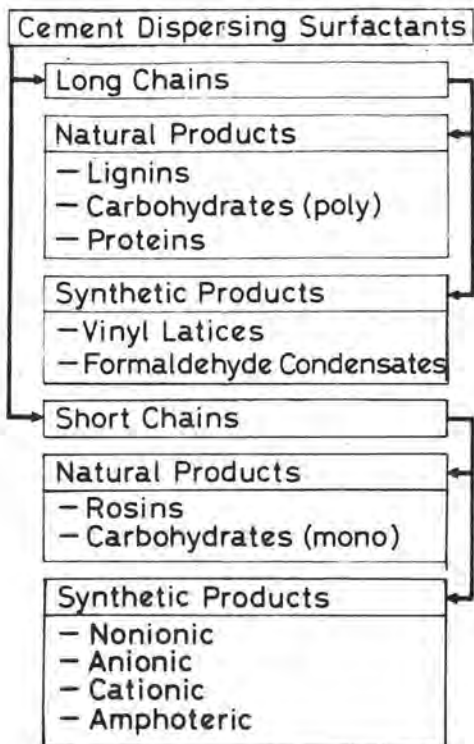 Cement Dispersing Surfactants
Long Chains
Natural Products
– Lignins
– Carbohydrates (poly)
– Proteins
Synthetic Products
– Vinyl Latices
– Formaldehyde Condensates
Short Chains
Natural Products
– Rosins
– Carbohydrates (mono)
Synthetic Products
– Nonionic
– Anionic
– Cationic
– Amphoteric